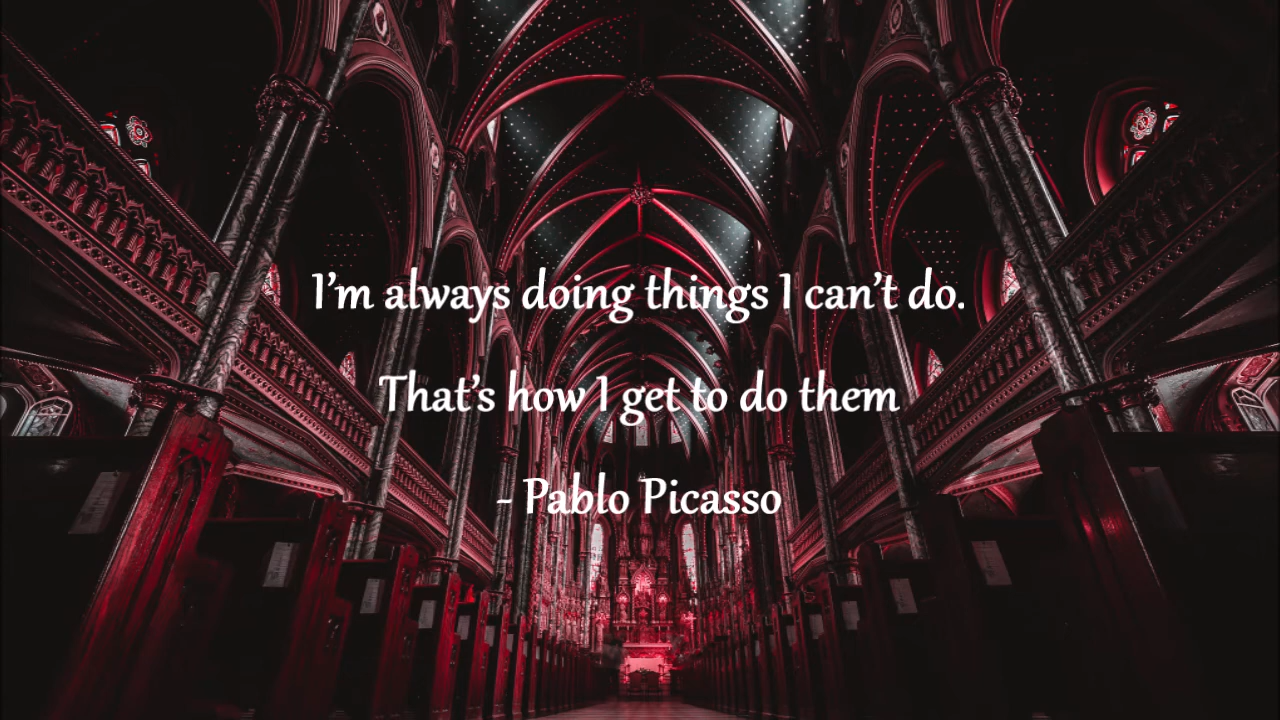 I’m always doing things I can’t do.
That’s how I get to do them
- Pablo Picasso